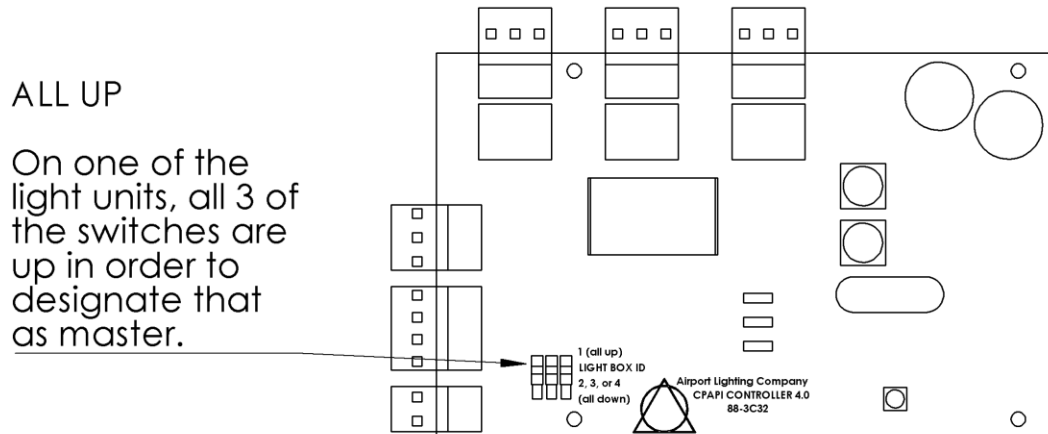 ALL UP
On one of the
light units, all 3 of
the switches are
up in order to
designate that
as master.
1 (all up)
LIGHT BOX ID
2, 3, or 4
(all down)
Airport Lighting Company
CPAPI CONTROLLER 4.0
88-3C32